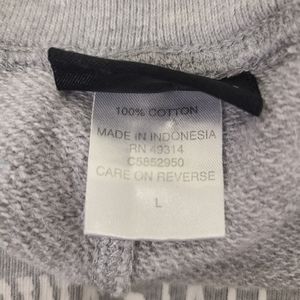 100% COTTON
MADE IN INDONESIA
RN 49314
C5852950
CARE ON REVERSE
L